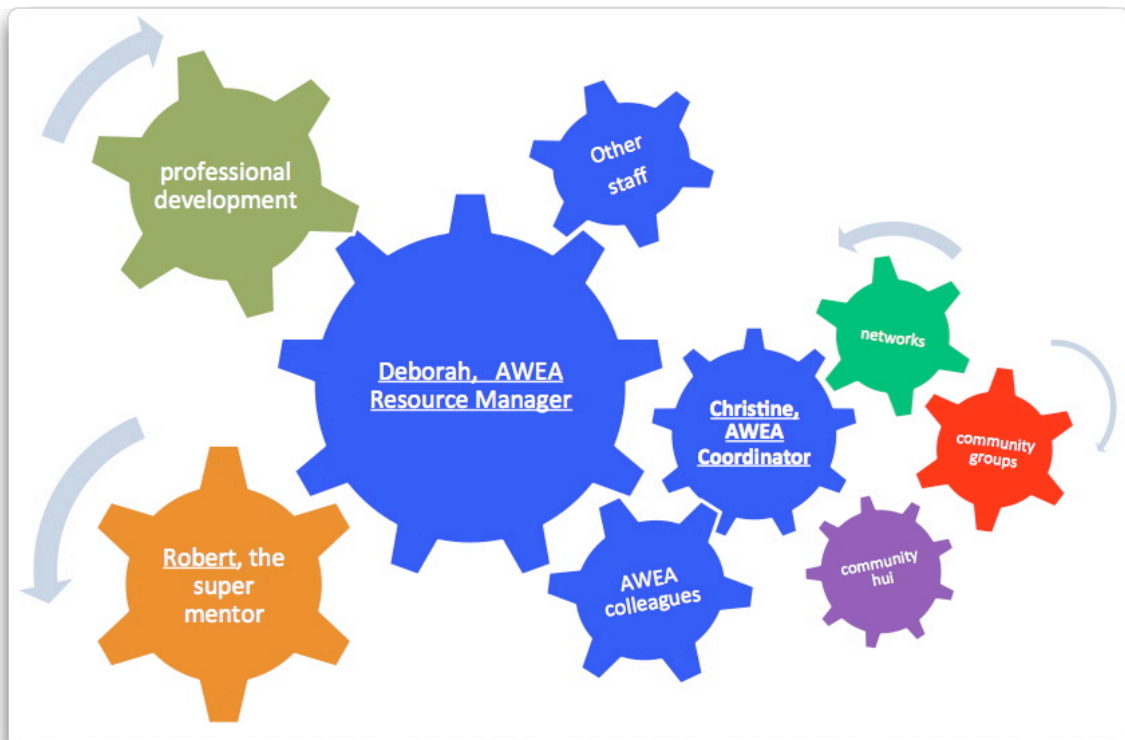 professional
development
Other
staff
Deborah, AWEA
Resource Manager
networks
Christine,
AWEA
Coordinator
community
groups
Robert, the
super
mentor
AWEA
colleagues
community
hui